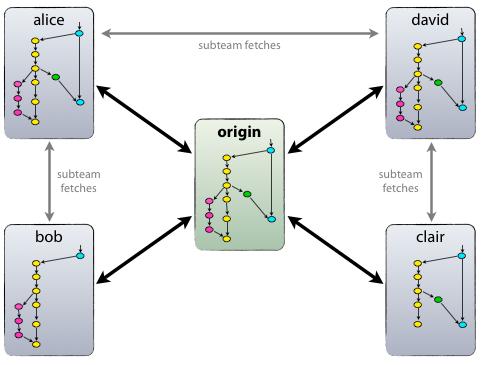 alice
david
subteam fetches
origin
subteam
fetches
subteam
fetches
bob
clair